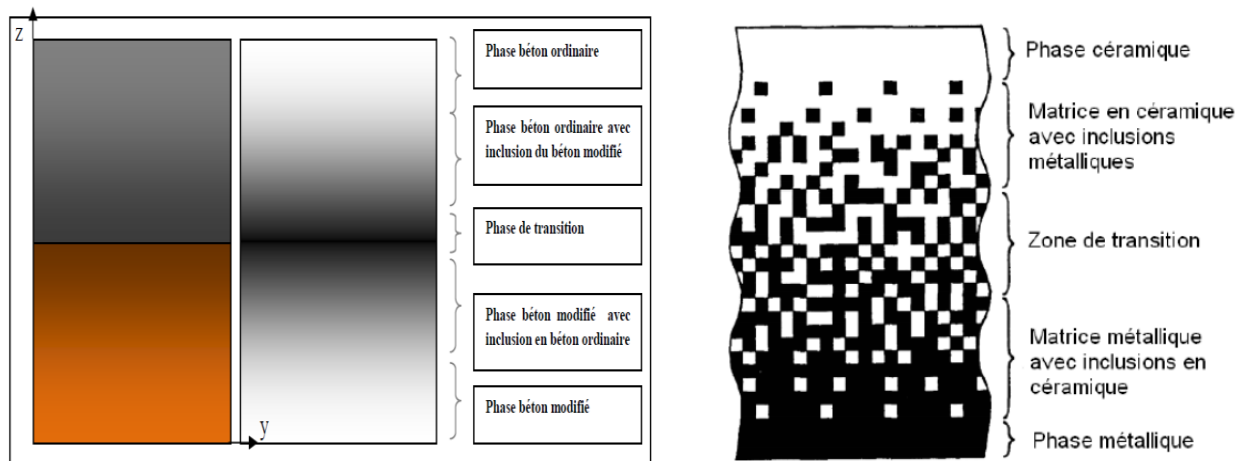 z
Phase béton ordinaire
Phase béton ordinaire avec
inclusion du béton modifié
Phase de transition
Phase béton modifié avec
inclusion en béton ordinaire
Phase béton modifié
y
Phase céramique
Matrice en céramique
avec inclusions
métalliques
Zone de transition
Matrice métallique
avec inclusions en
céramique
Phase métallique